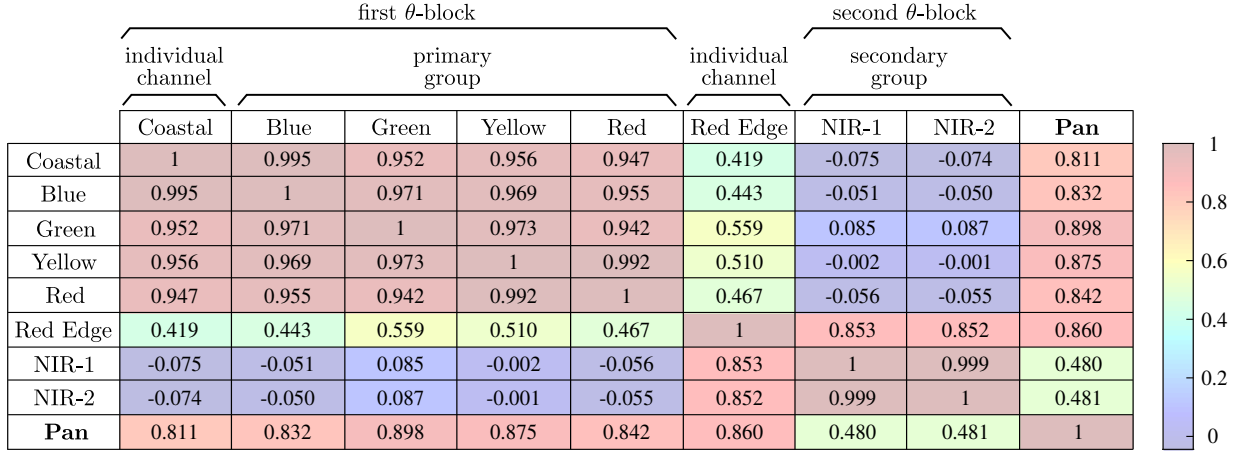 first θ-block second θ-block
individual channel primary group individual channel secondary group
Coastal Blue Green Yellow Red Red Edge NIR-1 NIR-2 Pan
Coastal 1 0.995 0.952 0.956 0.947 0.419 -0.075 -0.074 0.811
Blue 0.995 1 0.971 0.969 0.955 0.443 -0.051 -0.050 0.832
Green 0.952 0.971 1 0.973 0.942 0.559 0.085 0.087 0.898
Yellow 0.956 0.969 0.973 1 0.992 0.510 -0.002 -0.001 0.875
Red 0.947 0.955 0.942 0.992 1 0.467 -0.056 -0.055 0.842
Red Edge 0.419 0.443 0.559 0.510 0.467 1 0.853 0.852 0.860
NIR-1 -0.075 -0.051 0.085 -0.002 -0.056 0.853 1 0.999 0.480
NIR-2 -0.074 -0.050 0.087 -0.001 -0.055 0.852 0.999 1 0.481
Pan 0.811 0.832 0.898 0.875 0.842 0.860 0.480 0.481 1
1
0.8
0.6
0.4
0.2
0